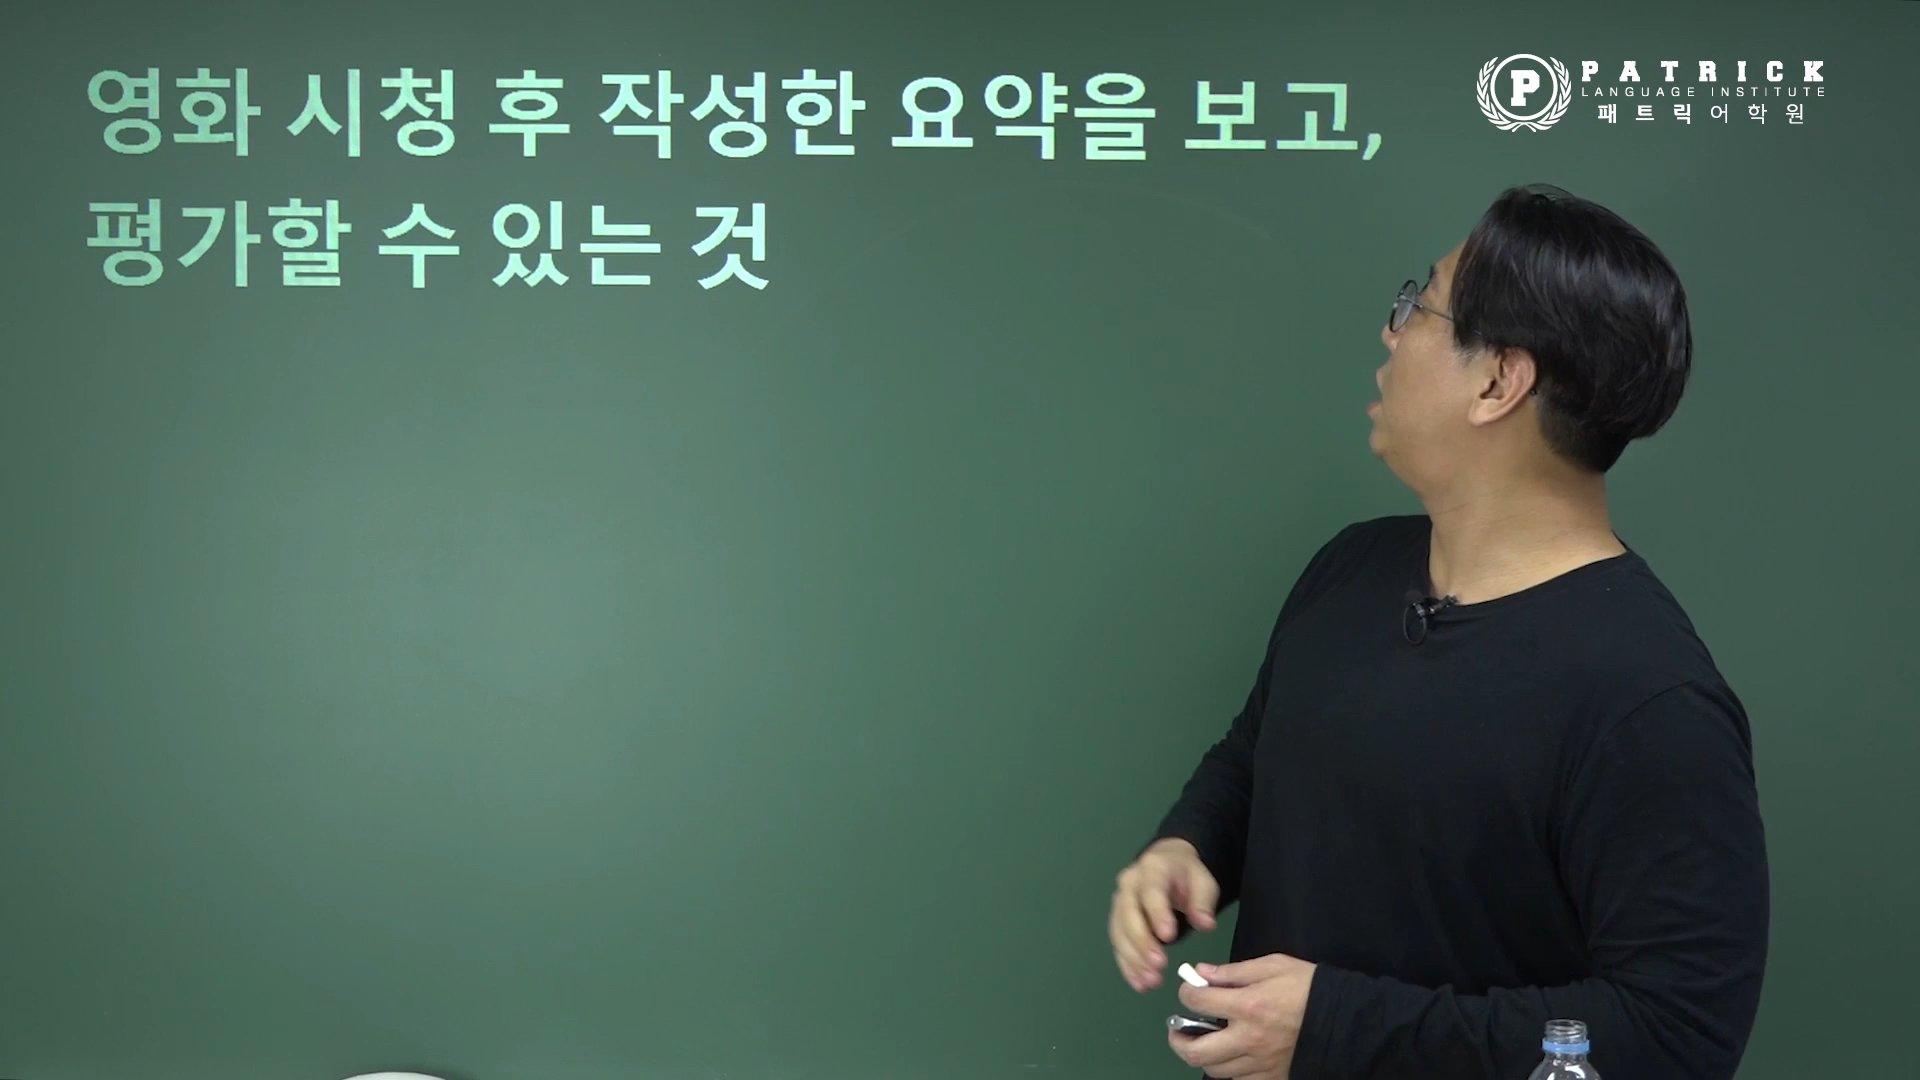 영화 시청 후 작성한 요약을 보고,
평가할 수 있는 것
P
PATRICK
LANGUAGE INSTITUTE
패트릭어학원